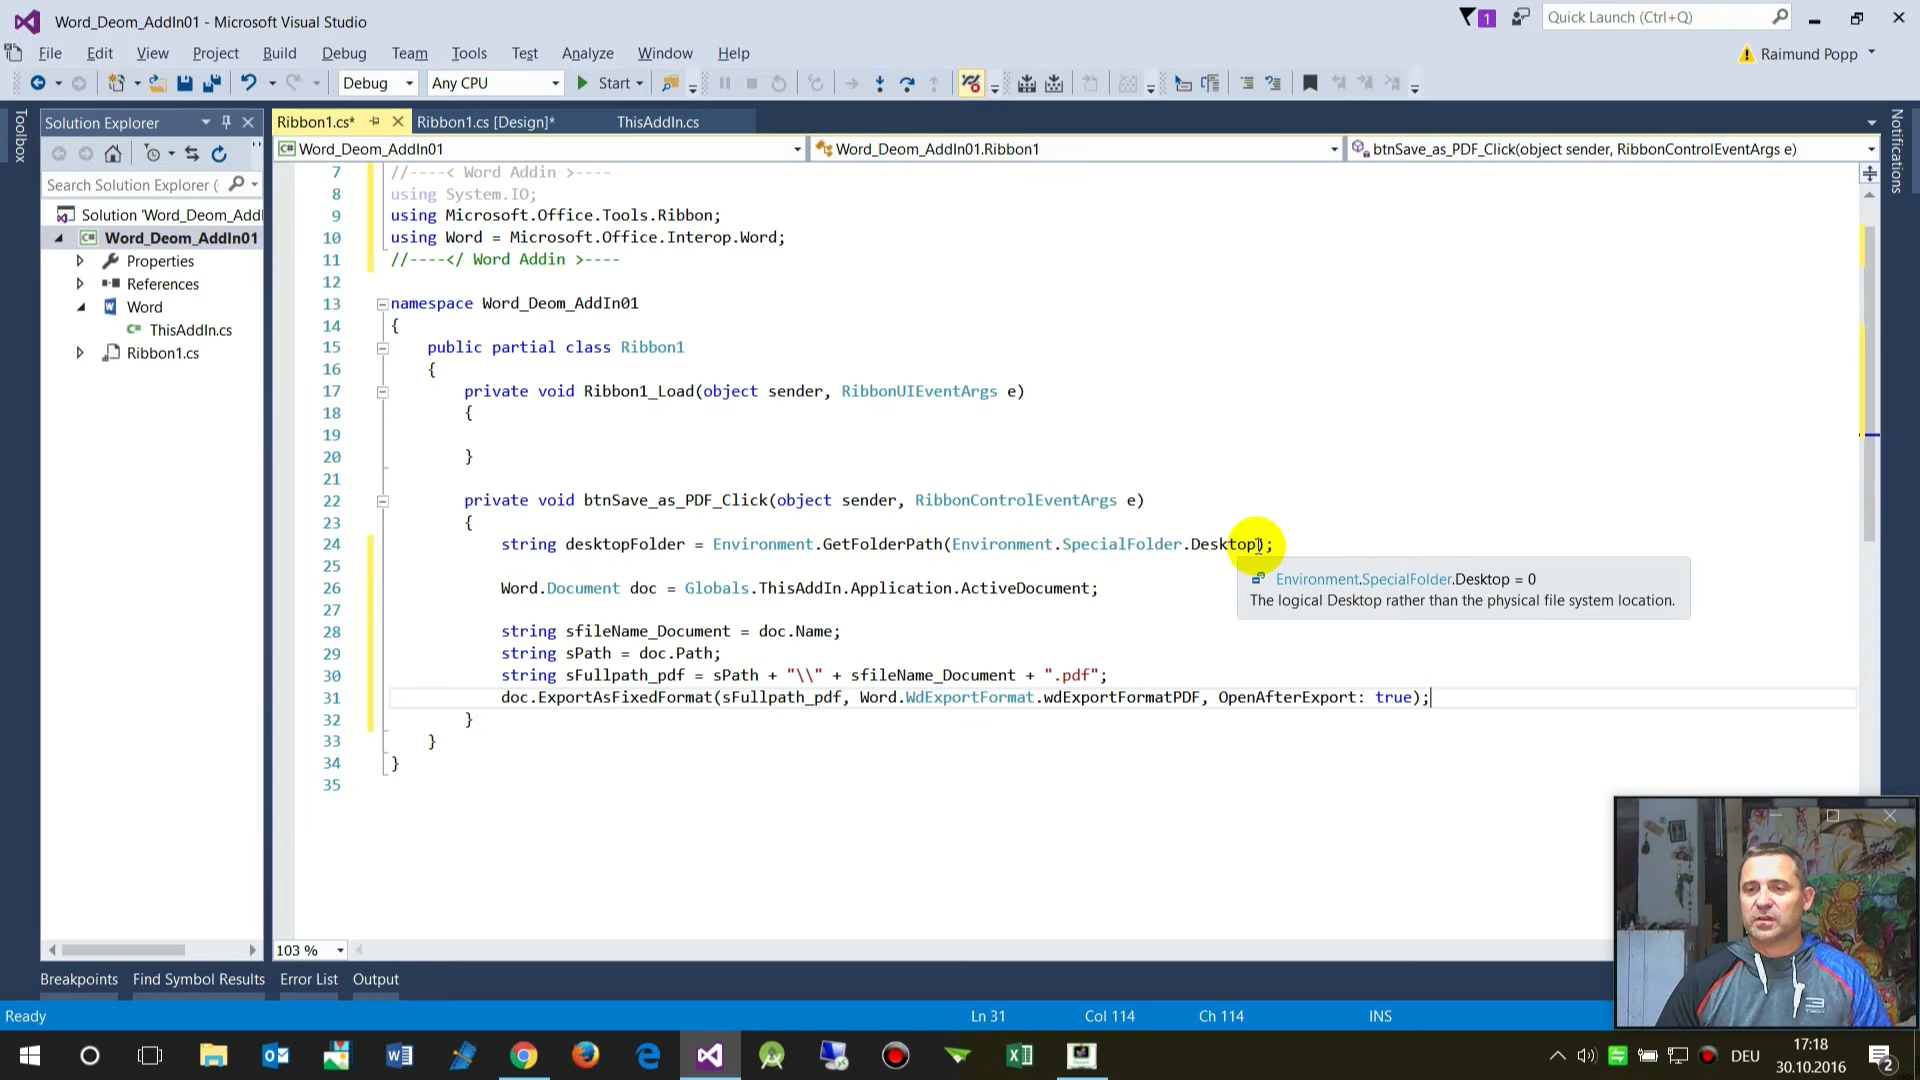 Word_Deom_AddIn01 - Microsoft Visual Studio
1
Quick Launch (Ctrl+Q)
File Edit View Project Build Debug Team Tools Test Analyze Window Help
Raimund Popp
Debug Any CPU Start
Toolbox
Solution Explorer
Search Solution Explorer (
Solution 'Word_Deom_Addl
Word_Deom_AddIn01
Properties
References
Word
ThisAddIn.cs
Ribbon1.cs
Ribbon1.cs* Ribbon1.cs [Design]* ThisAddIn.cs
Word_Deom_AddIn01 Word_Deom_AddIn01.Ribbon1 btnSave_as_PDF_Click(object sender, RibbonControlEventArgs e)
Notifications
7 //----< Word Addin >----
8 using System.IO;
9 using Microsoft.Office.Tools.Ribbon;
10 using Word = Microsoft.Office.Interop.Word;
11 //----</ Word Addin >----
12
13 namespace Word_Deom_AddIn01
14 {
15 public partial class Ribbon1
16 {
17 private void Ribbon1_Load(object sender, RibbonUIEventArgs e)
18 {
19
20 }
21
22 private void btnSave_as_PDF_Click(object sender, RibbonControlEventArgs e)
23 {
24 string desktopFolder = Environment.GetFolderPath(Environment.SpecialFolder.Desktop);
25
26 Word.Document doc = Globals.ThisAddIn.Application.ActiveDocument;
27
28 string sfileName_Document = doc.Name;
29 string sPath = doc.Path;
30 string sFullpath_pdf = sPath + "\\" + sfileName_Document + ".pdf";
31 doc.ExportAsFixedFormat(sFullpath_pdf, Word.WdExportFormat.wdExportFormatPDF, OpenAfterExport: true);
32 }
33 }
34 }
35
Environment.SpecialFolder.Desktop = 0
The logical Desktop rather than the physical file system location.
103 %
Breakpoints Find Symbol Results Error List Output
Ready Ln 31 Col 114 Ch 114 INS
DEU
17:18
30.10.2016
2